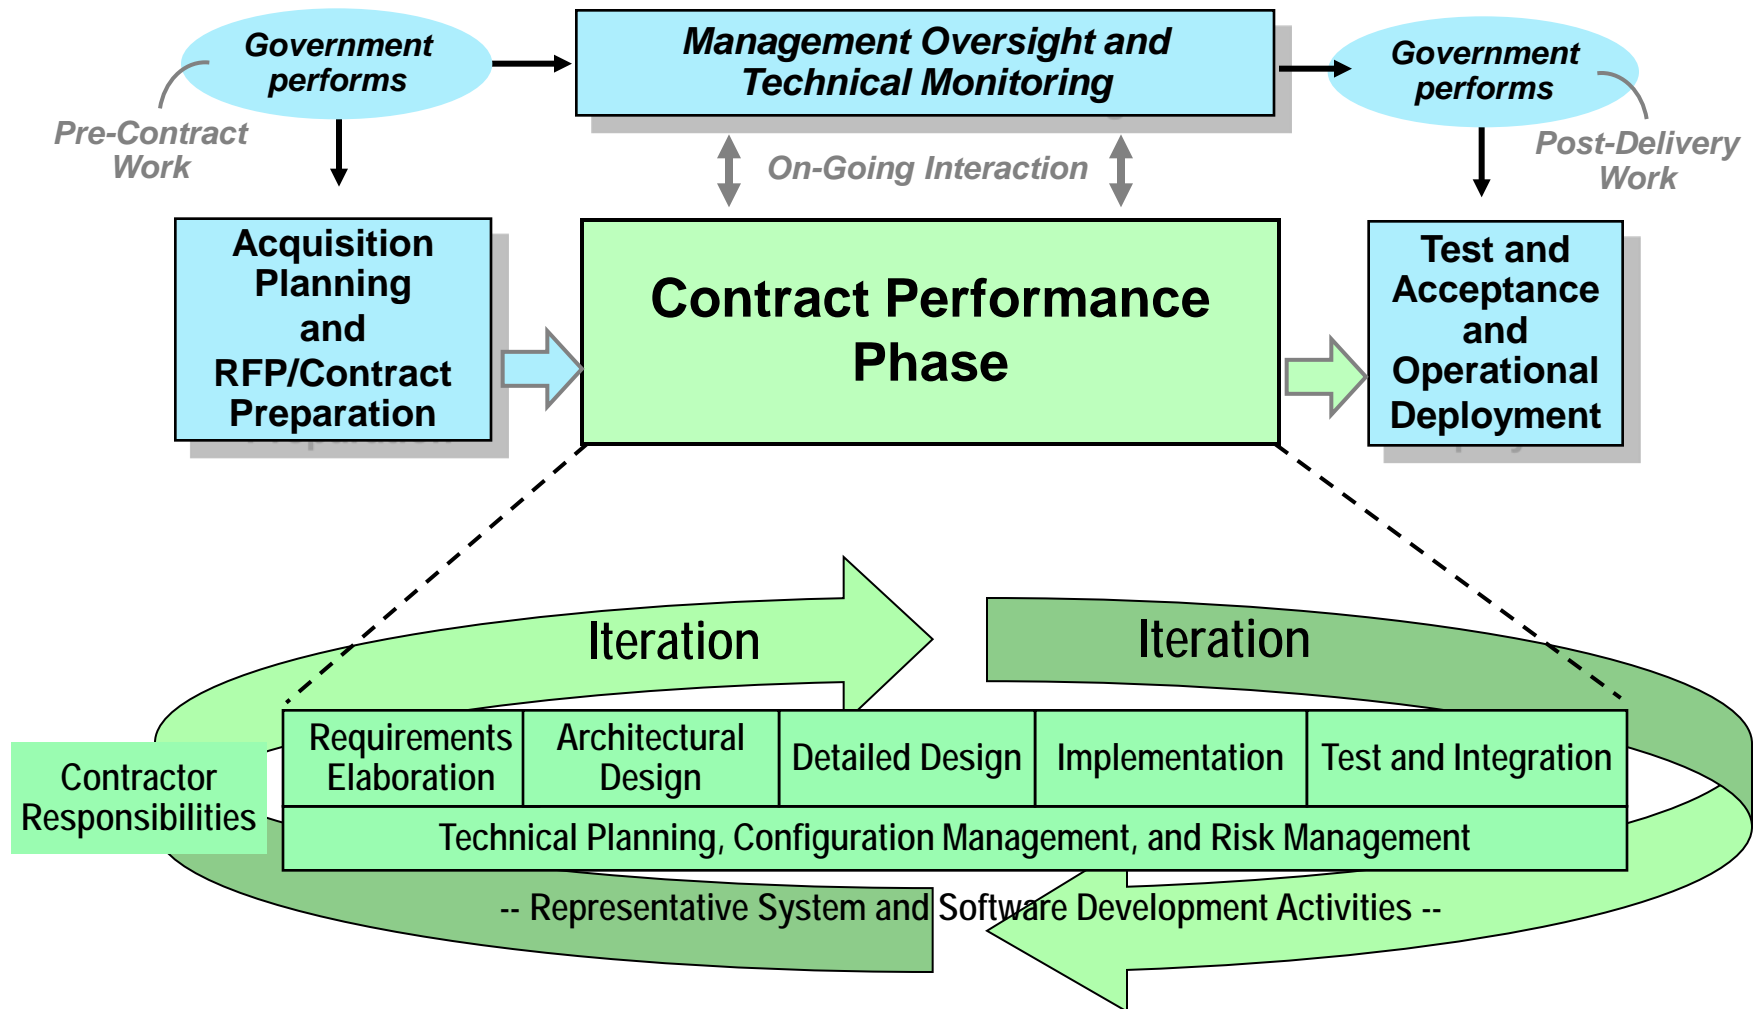 Government
performs
Management Oversight and
Technical Monitoring
Government
performs
Pre-Contract
Work
On-Going Interaction
Post-Delivery
Work
Acquisition
Planning
and
RFP/Contract
Preparation
Contract Performance
Phase
Test and
Acceptance
and
Operational
Deployment
Iteration
Iteration
Contractor
Responsibilities
Requirements
Elaboration
Architectural
Design
Detailed Design
Implementation
Test and Integration
Technical Planning, Configuration Management, and Risk Management
-- Representative System and Software Development Activities --